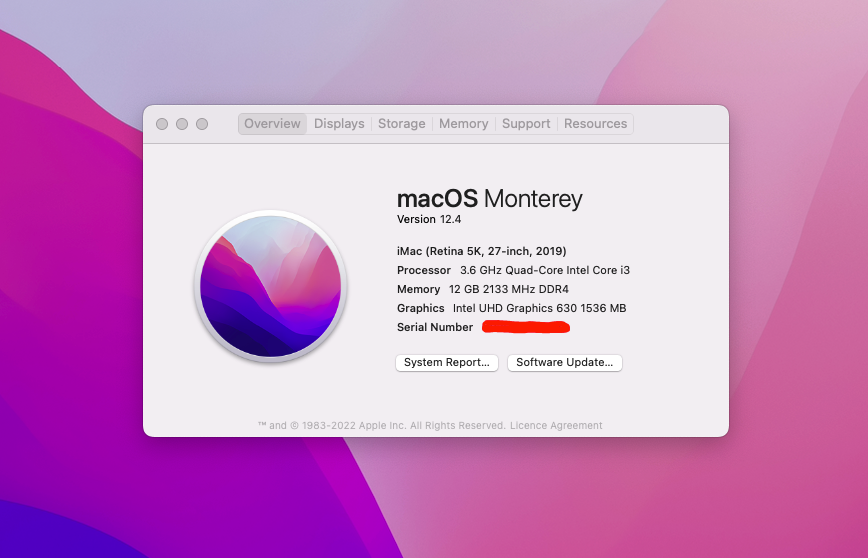 Overview Displays Storage Memory Support Resources
macOS Monterey
Version 12.4
iMac (Retina 5K, 27-inch, 2019)
Processor 3.6 GHz Quad-Core Intel Core i3
Memory 12 GB 2133 MHz DDR4
Graphics Intel UHD Graphics 630 1536 MB
Serial Number
System Report... Software Update...
™ and © 1983-2022 Apple Inc. All Rights Reserved. Licence Agreement